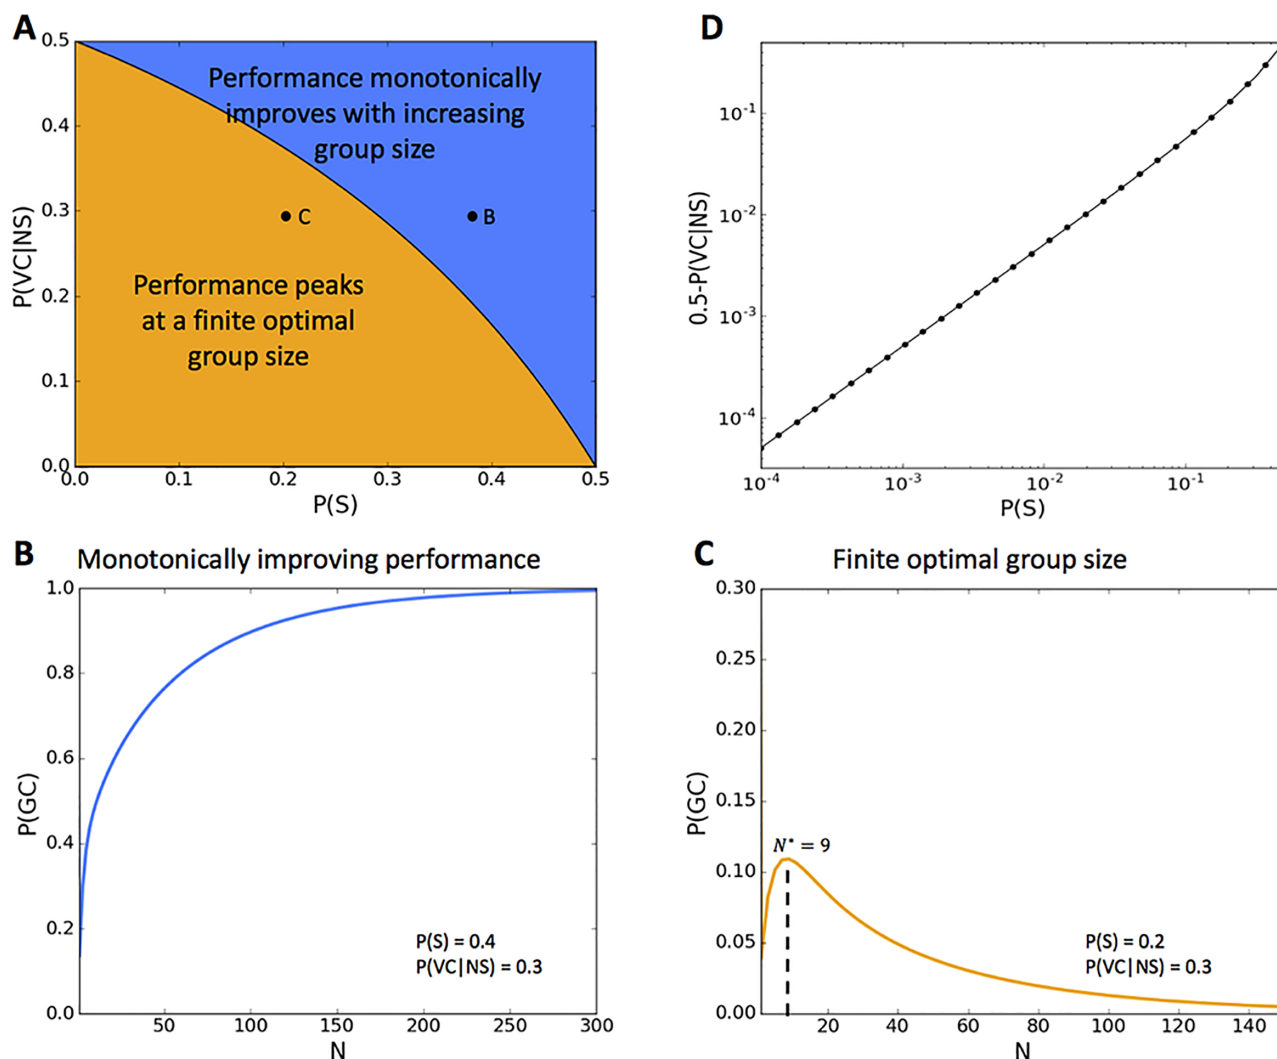 A
0.5
0.4
0.3
0.2
0.1
0.0
P(VC|NS)
Performance monotonically
improves with increasing
group size
C
B
Performance peaks
at a finite optimal
group size
0.0 0.1 0.2 0.3 0.4 0.5
P(S)
D
10⁻¹
10⁻²
10⁻³
10⁻⁴
0.5-P(VC|NS)
10⁻⁴ 10⁻³ 10⁻² 10⁻¹
P(S)
B Monotonically improving performance
1.0
0.8
0.6
0.4
0.2
0.0
P(GC)
P(S) = 0.4
P(VC|NS) = 0.3
50 100 150 200 250 300
N
C Finite optimal group size
0.30
0.25
0.20
0.15
0.10
0.05
0.00
P(GC)
N* = 9
P(S) = 0.2
P(VC|NS) = 0.3
20 40 60 80 100 120 140
N